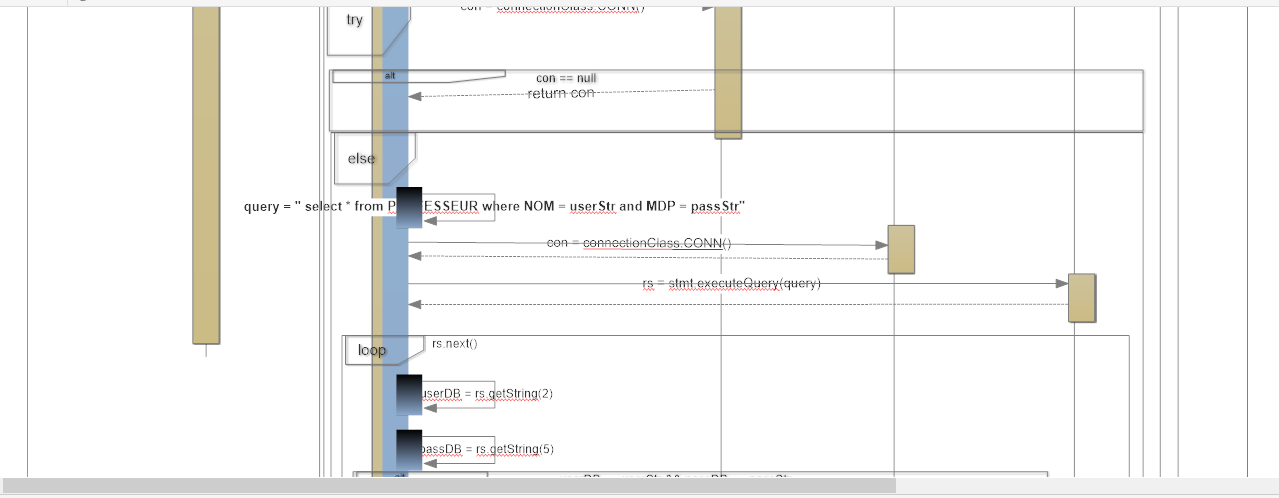 try
con = connectionClass.CONN()
alt
con == null
return con
else
query = " select * from P ESSEUR where NOM = userStr and MDP = passStr"
con = connectionClass.CONN()
rs = stmt.executeQuery(query)
loop
rs.next()
userDB = rs.getString(2)
passDB = rs.getString(5)